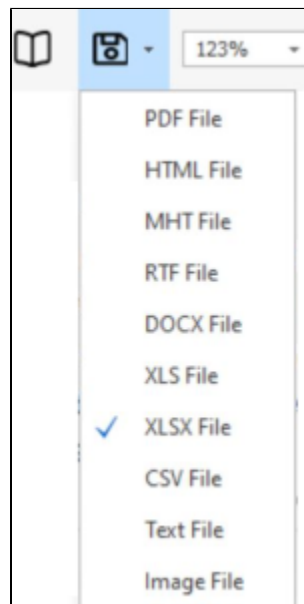 123%
PDF File
HTML File
MHT File
RTF File
DOCX File
XLS File
XLSX File
CSV File
Text File
Image File